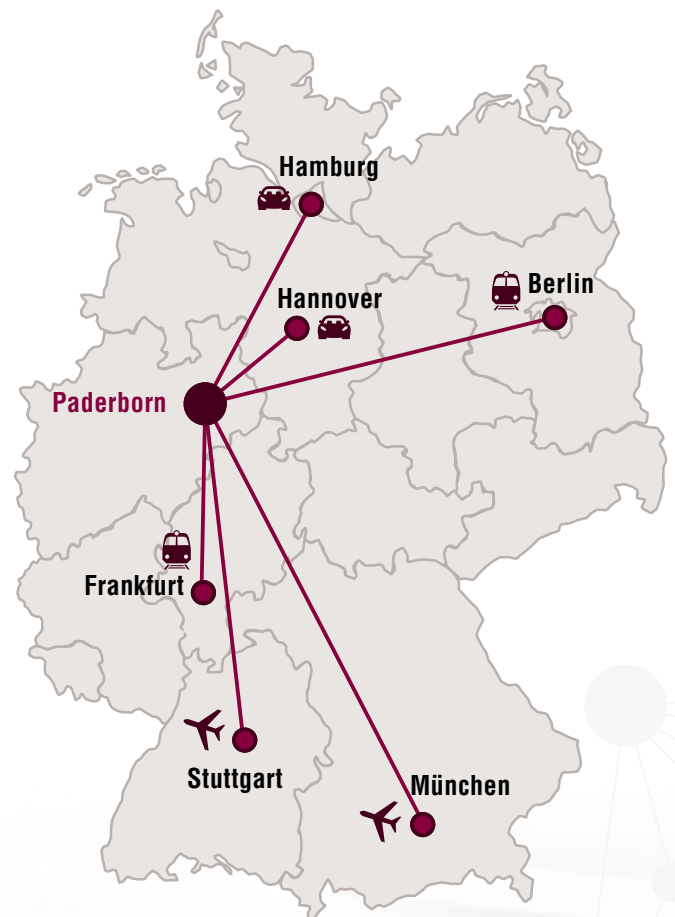 Hamburg
Berlin
Hannover
Paderborn
Frankfurt
Stuttgart
München